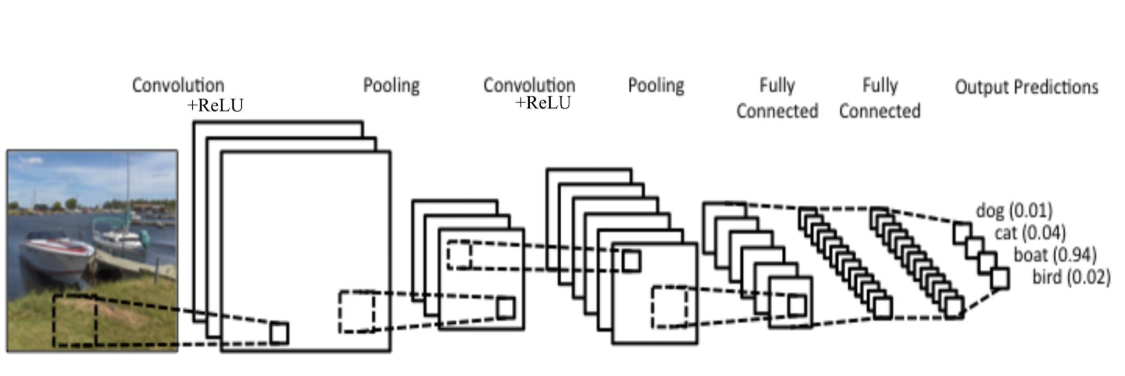 Convolution
+ReLU
Pooling
Convolution
+ReLU
Pooling
Fully
Connected
Fully
Connected
Output Predictions
dog (0.01)
cat (0.04)
boat (0.94)
bird (0.02)